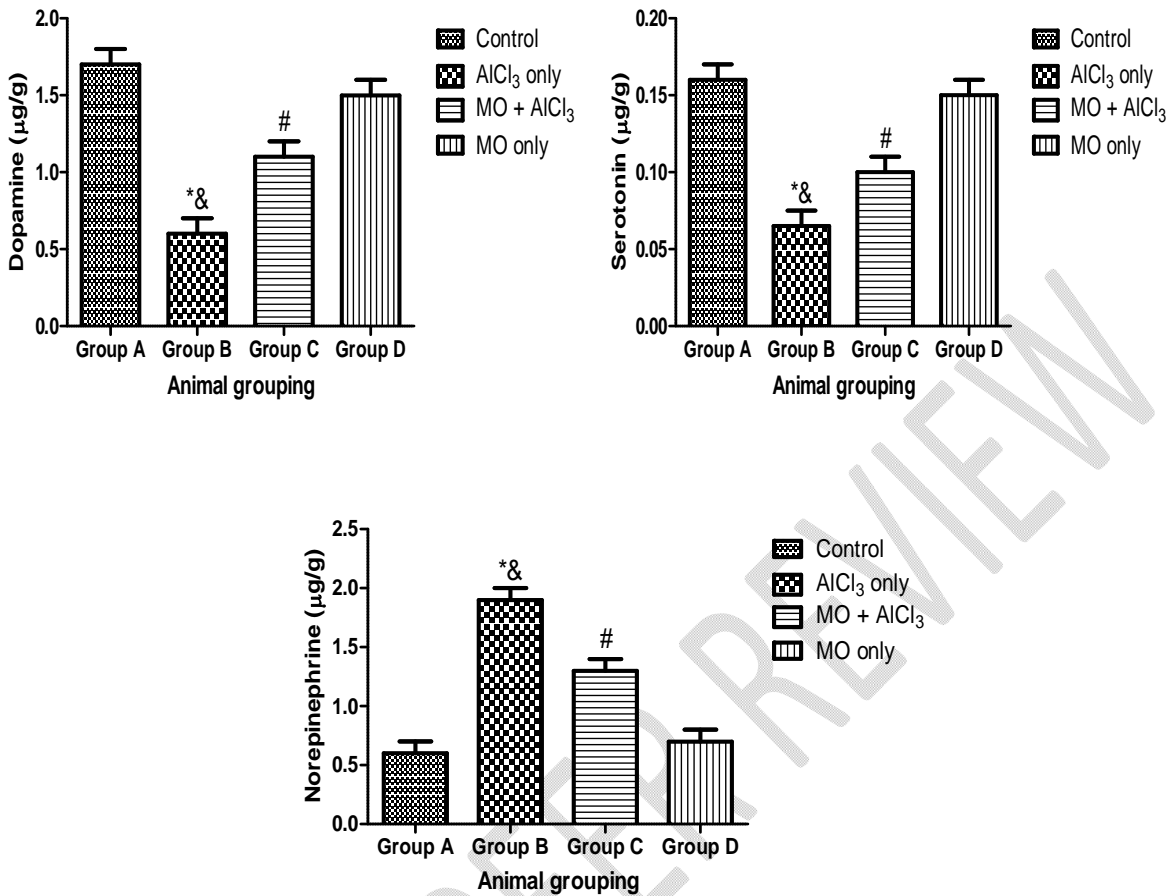 2.0
1.5
1.0
0.5
0.0
Dopamine (µg/g)
*&
#
Group A Group B Group C Group D
Animal grouping
Control
AlCl₃ only
MO + AlCl₃
MO only
0.20
0.15
0.10
0.05
0.00
Serotonin (µg/g)
*&
#
Group A Group B Group C Group D
Animal grouping
Control
AlCl₃ only
MO + AlCl₃
MO only
2.5
2.0
1.5
1.0
0.5
0.0
Norepinephrine (µg/g)
*&
#
Group A Group B Group C Group D
Animal grouping
Control
AlCl₃ only
MO + AlCl₃
MO only
EER REVIEW